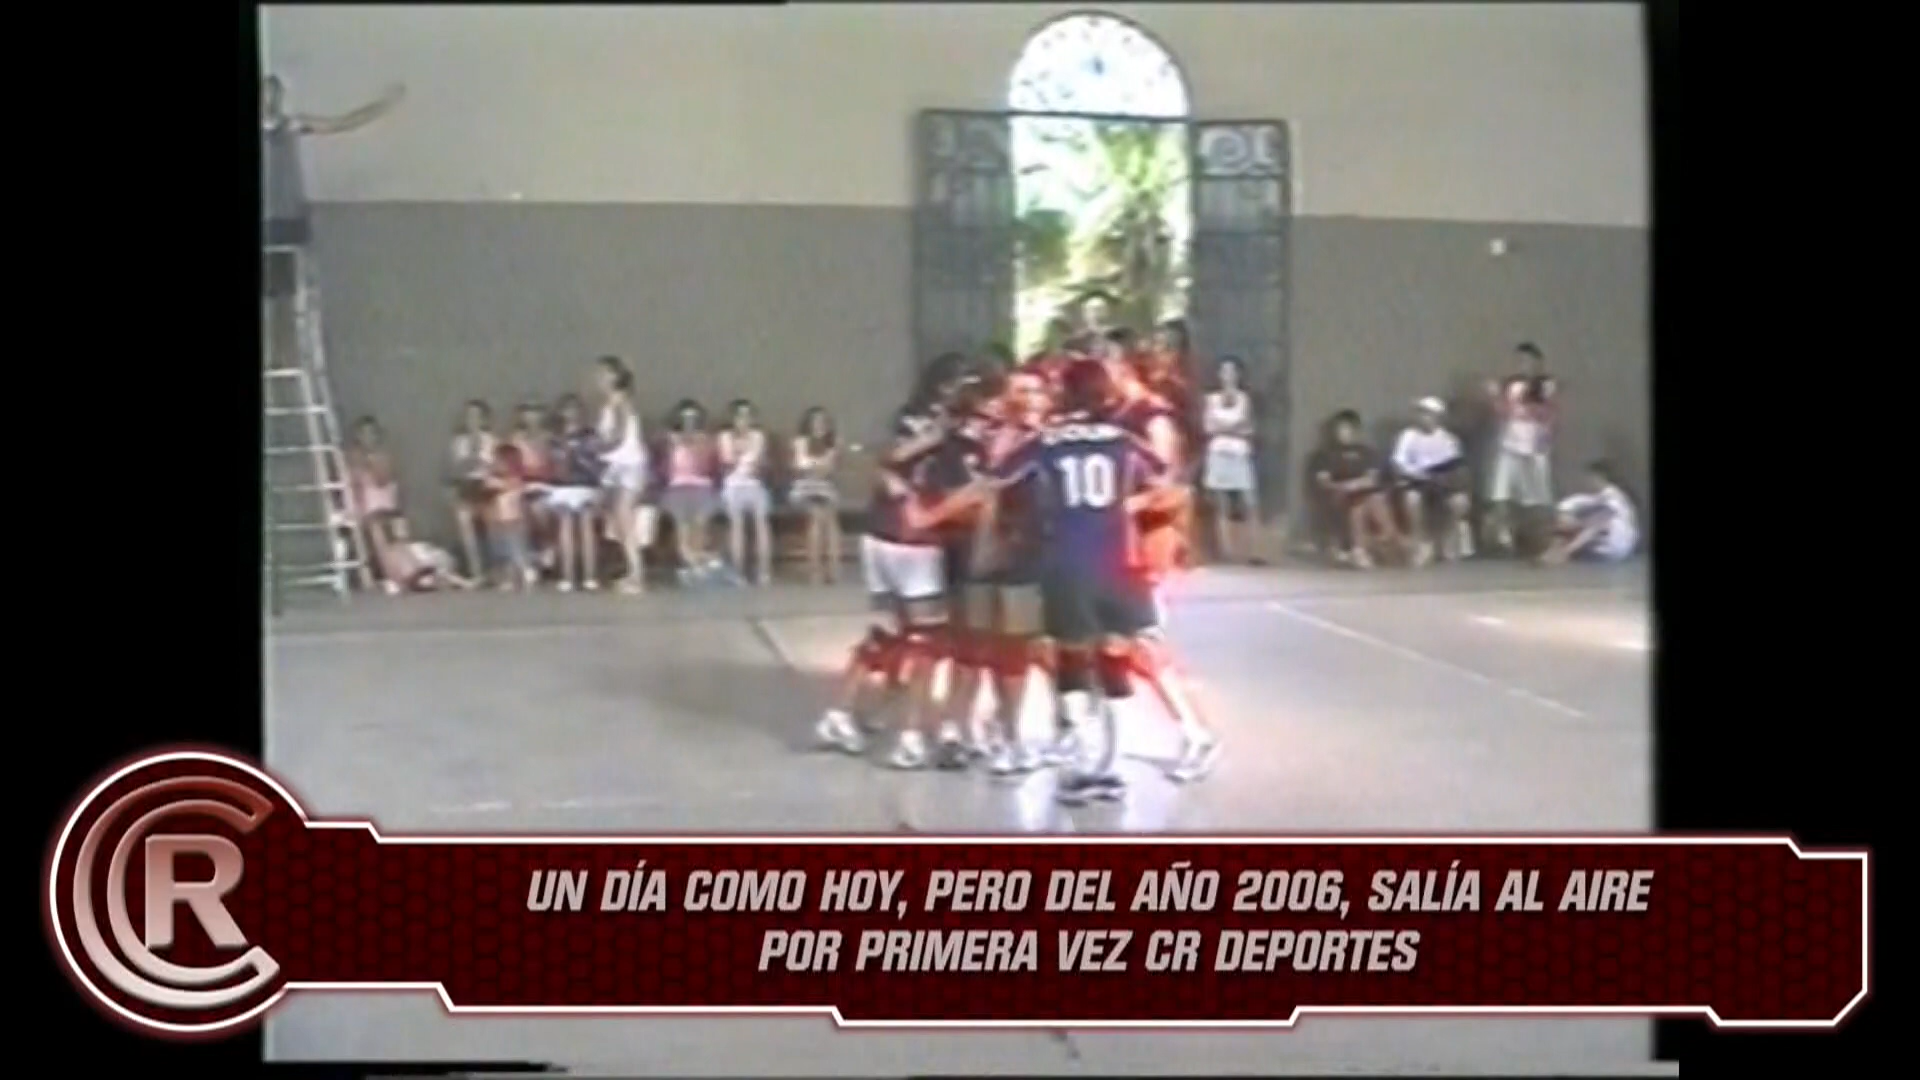 10
CR
UN DÍA COMO HOY, PERO DEL AÑO 2006, SALÍA AL AIRE
POR PRIMERA VEZ CR DEPORTES